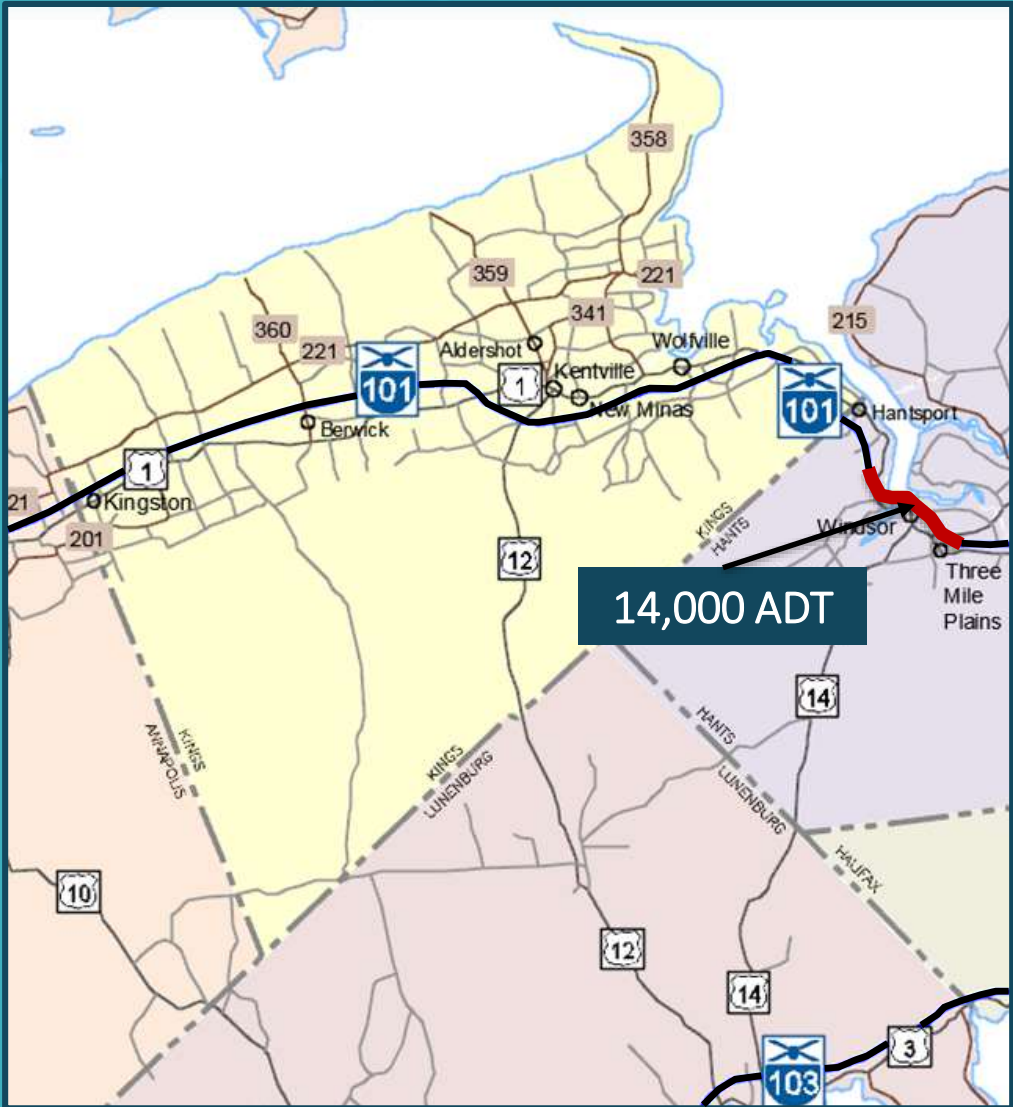 358
359
221
341
215
360
221
Aldershot
Wolfville
101
1
Kentville
101
New Minas
Hantsport
Berwick
1
21
Kingston
201
KINGS
HANTS
Windsor
12
Three
Mile
Plains
14,000 ADT
14
KINGS
ANNAPOLIS
KINGS
LUNENBURG
HANTS
LUNENBURG
HALIFAX
10
12
14
3
103